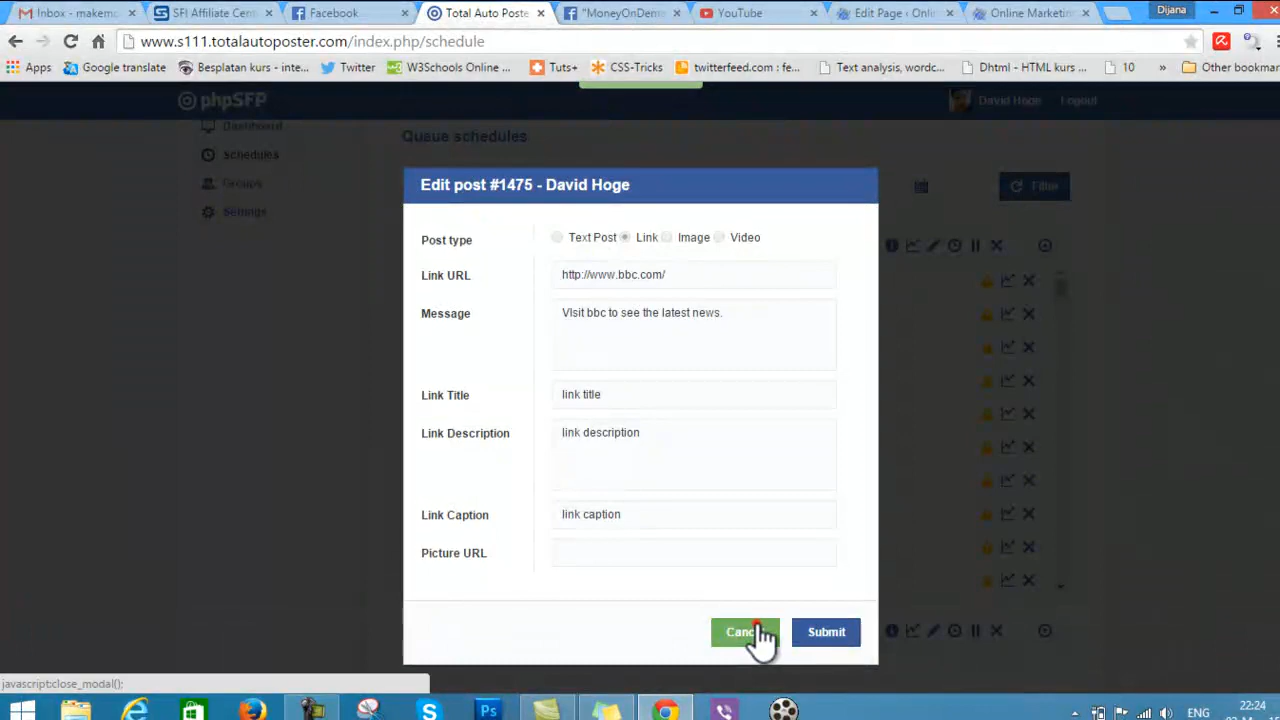 Inbox - makemo
SFI Affiliate Cent
Facebook
Total Auto Poste
"MoneyOnDema
YouTube
Edit Page ‹ Onli
Online Marketin
Dijana
www.s111.totalautoposter.com/index.php/schedule
Apps
Google translate
Besplatan kurs - inte...
Twitter
W3Schools Online ...
Tuts+
CSS-Tricks
twitterfeed.com : fe...
Text analysis, wordc...
Dhtml - HTML kurs ...
10
»
Other bookmar
phpSFP
David Hoge
Logout
Dashboard
Schedules
Groups
Settings
Queue schedules
Filter
Edit post #1475 - David Hoge
Post type
Text Post
Link
Image
Video
Link URL
http://www.bbc.com/
Message
VIsit bbc to see the latest news.
Link Title
link title
Link Description
link description
Link Caption
link caption
Picture URL
Submit
javascript:close_modal();
ENG
22:24